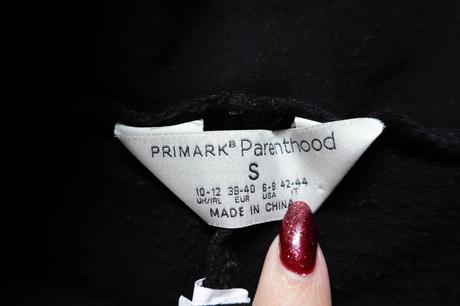 PRIMARK® Parenthood
S
10-12 38-40 6-8 42-44
UK/IRL EUR USA IT
MADE IN CHINA